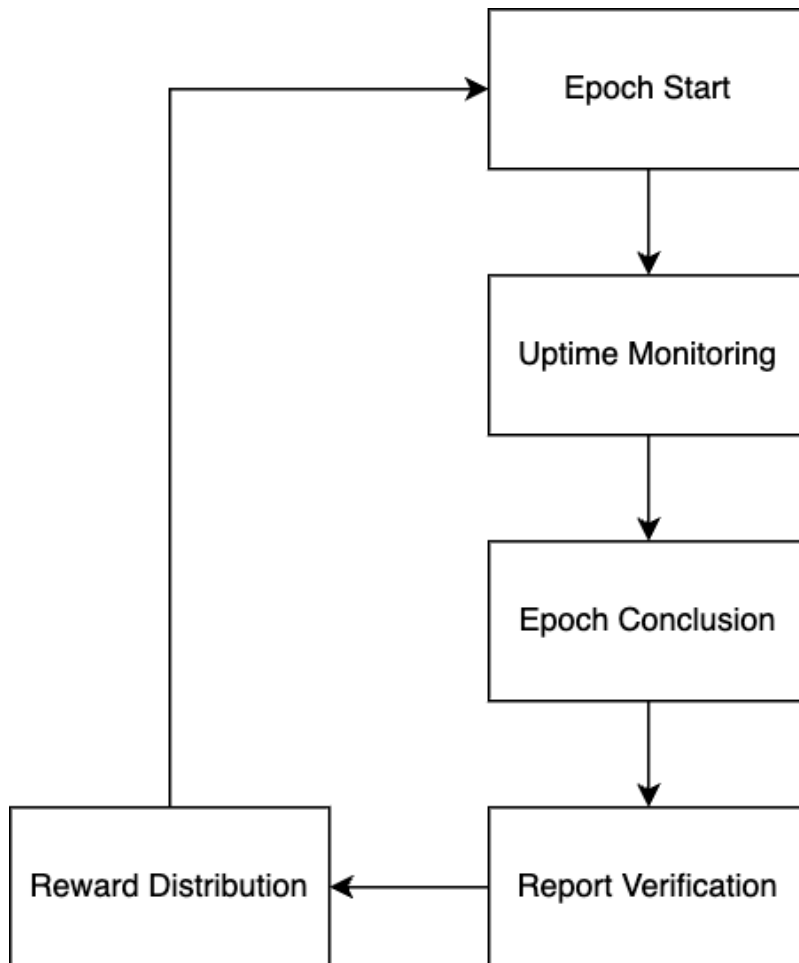 Epoch Start
Uptime Monitoring
Epoch Conclusion
Report Verification
Reward Distribution